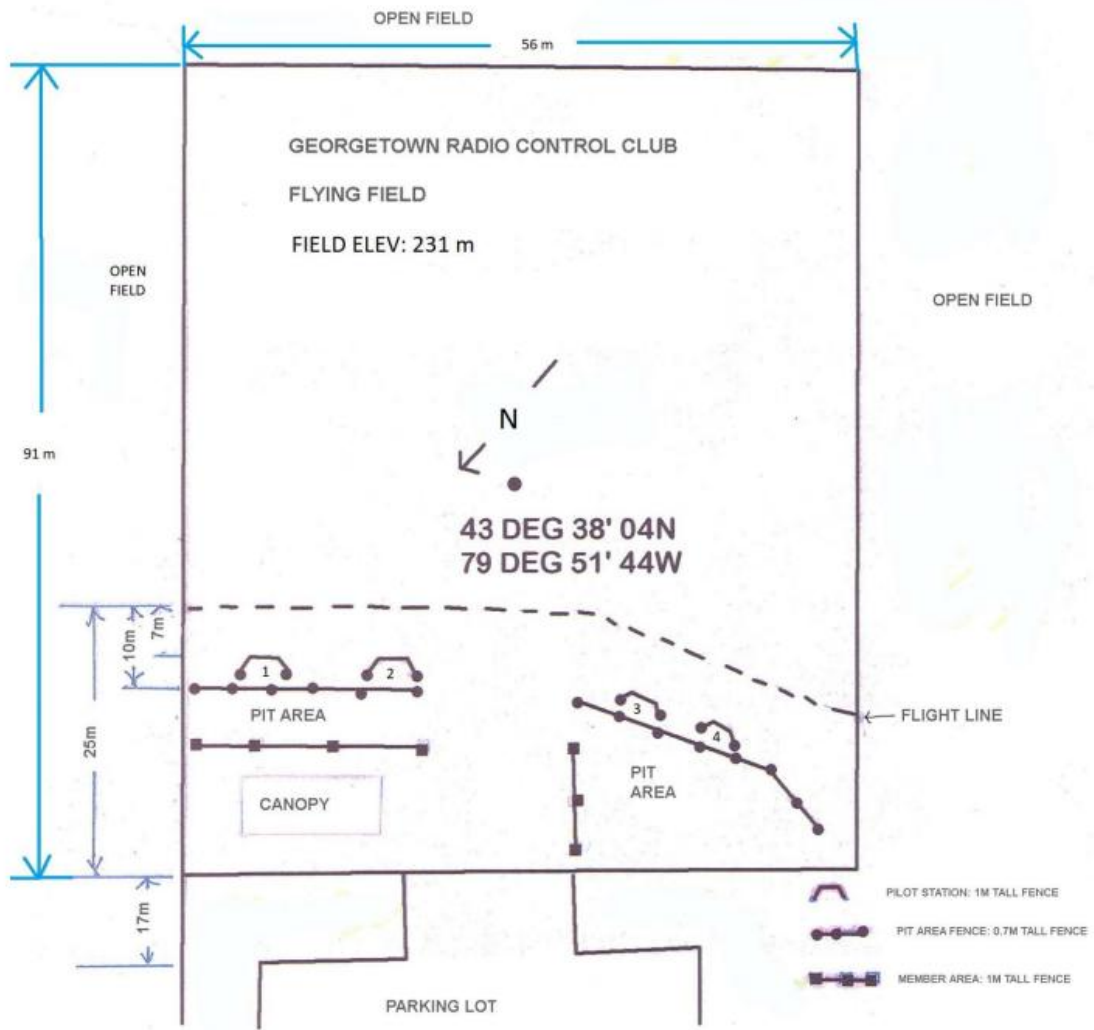 OPEN FIELD
56 m
GEORGETOWN RADIO CONTROL CLUB
FLYING FIELD
FIELD ELEV: 231 m
OPEN
FIELD
OPEN FIELD
N
91 m
43 DEG 38' 04N
79 DEG 51' 44W
7m
10m
25m
1
2
3
4
PIT AREA
FLIGHT LINE
PIT
AREA
CANOPY
17m
PILOT STATION: 1M TALL FENCE
PIT AREA FENCE: 0.7M TALL FENCE
MEMBER AREA: 1M TALL FENCE
PARKING LOT